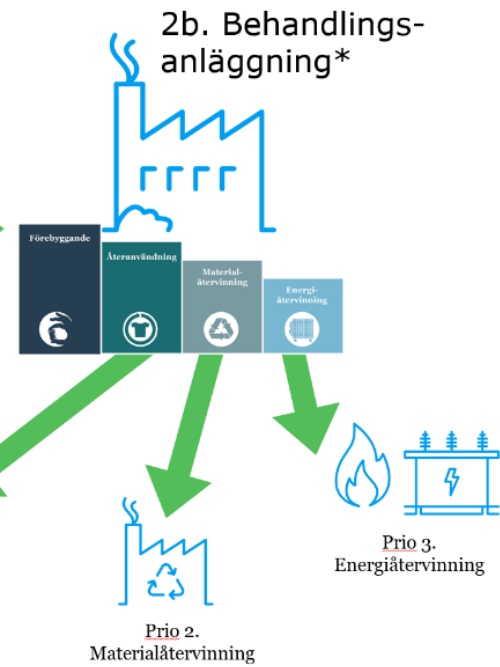 2b. Behandlings-
anläggning*
Förebyggande
Återanvändning
Material-
återvinning
Energi-
återvinning
Prio 3.
Energiåtervinning
Prio 2.
Materialåtervinning